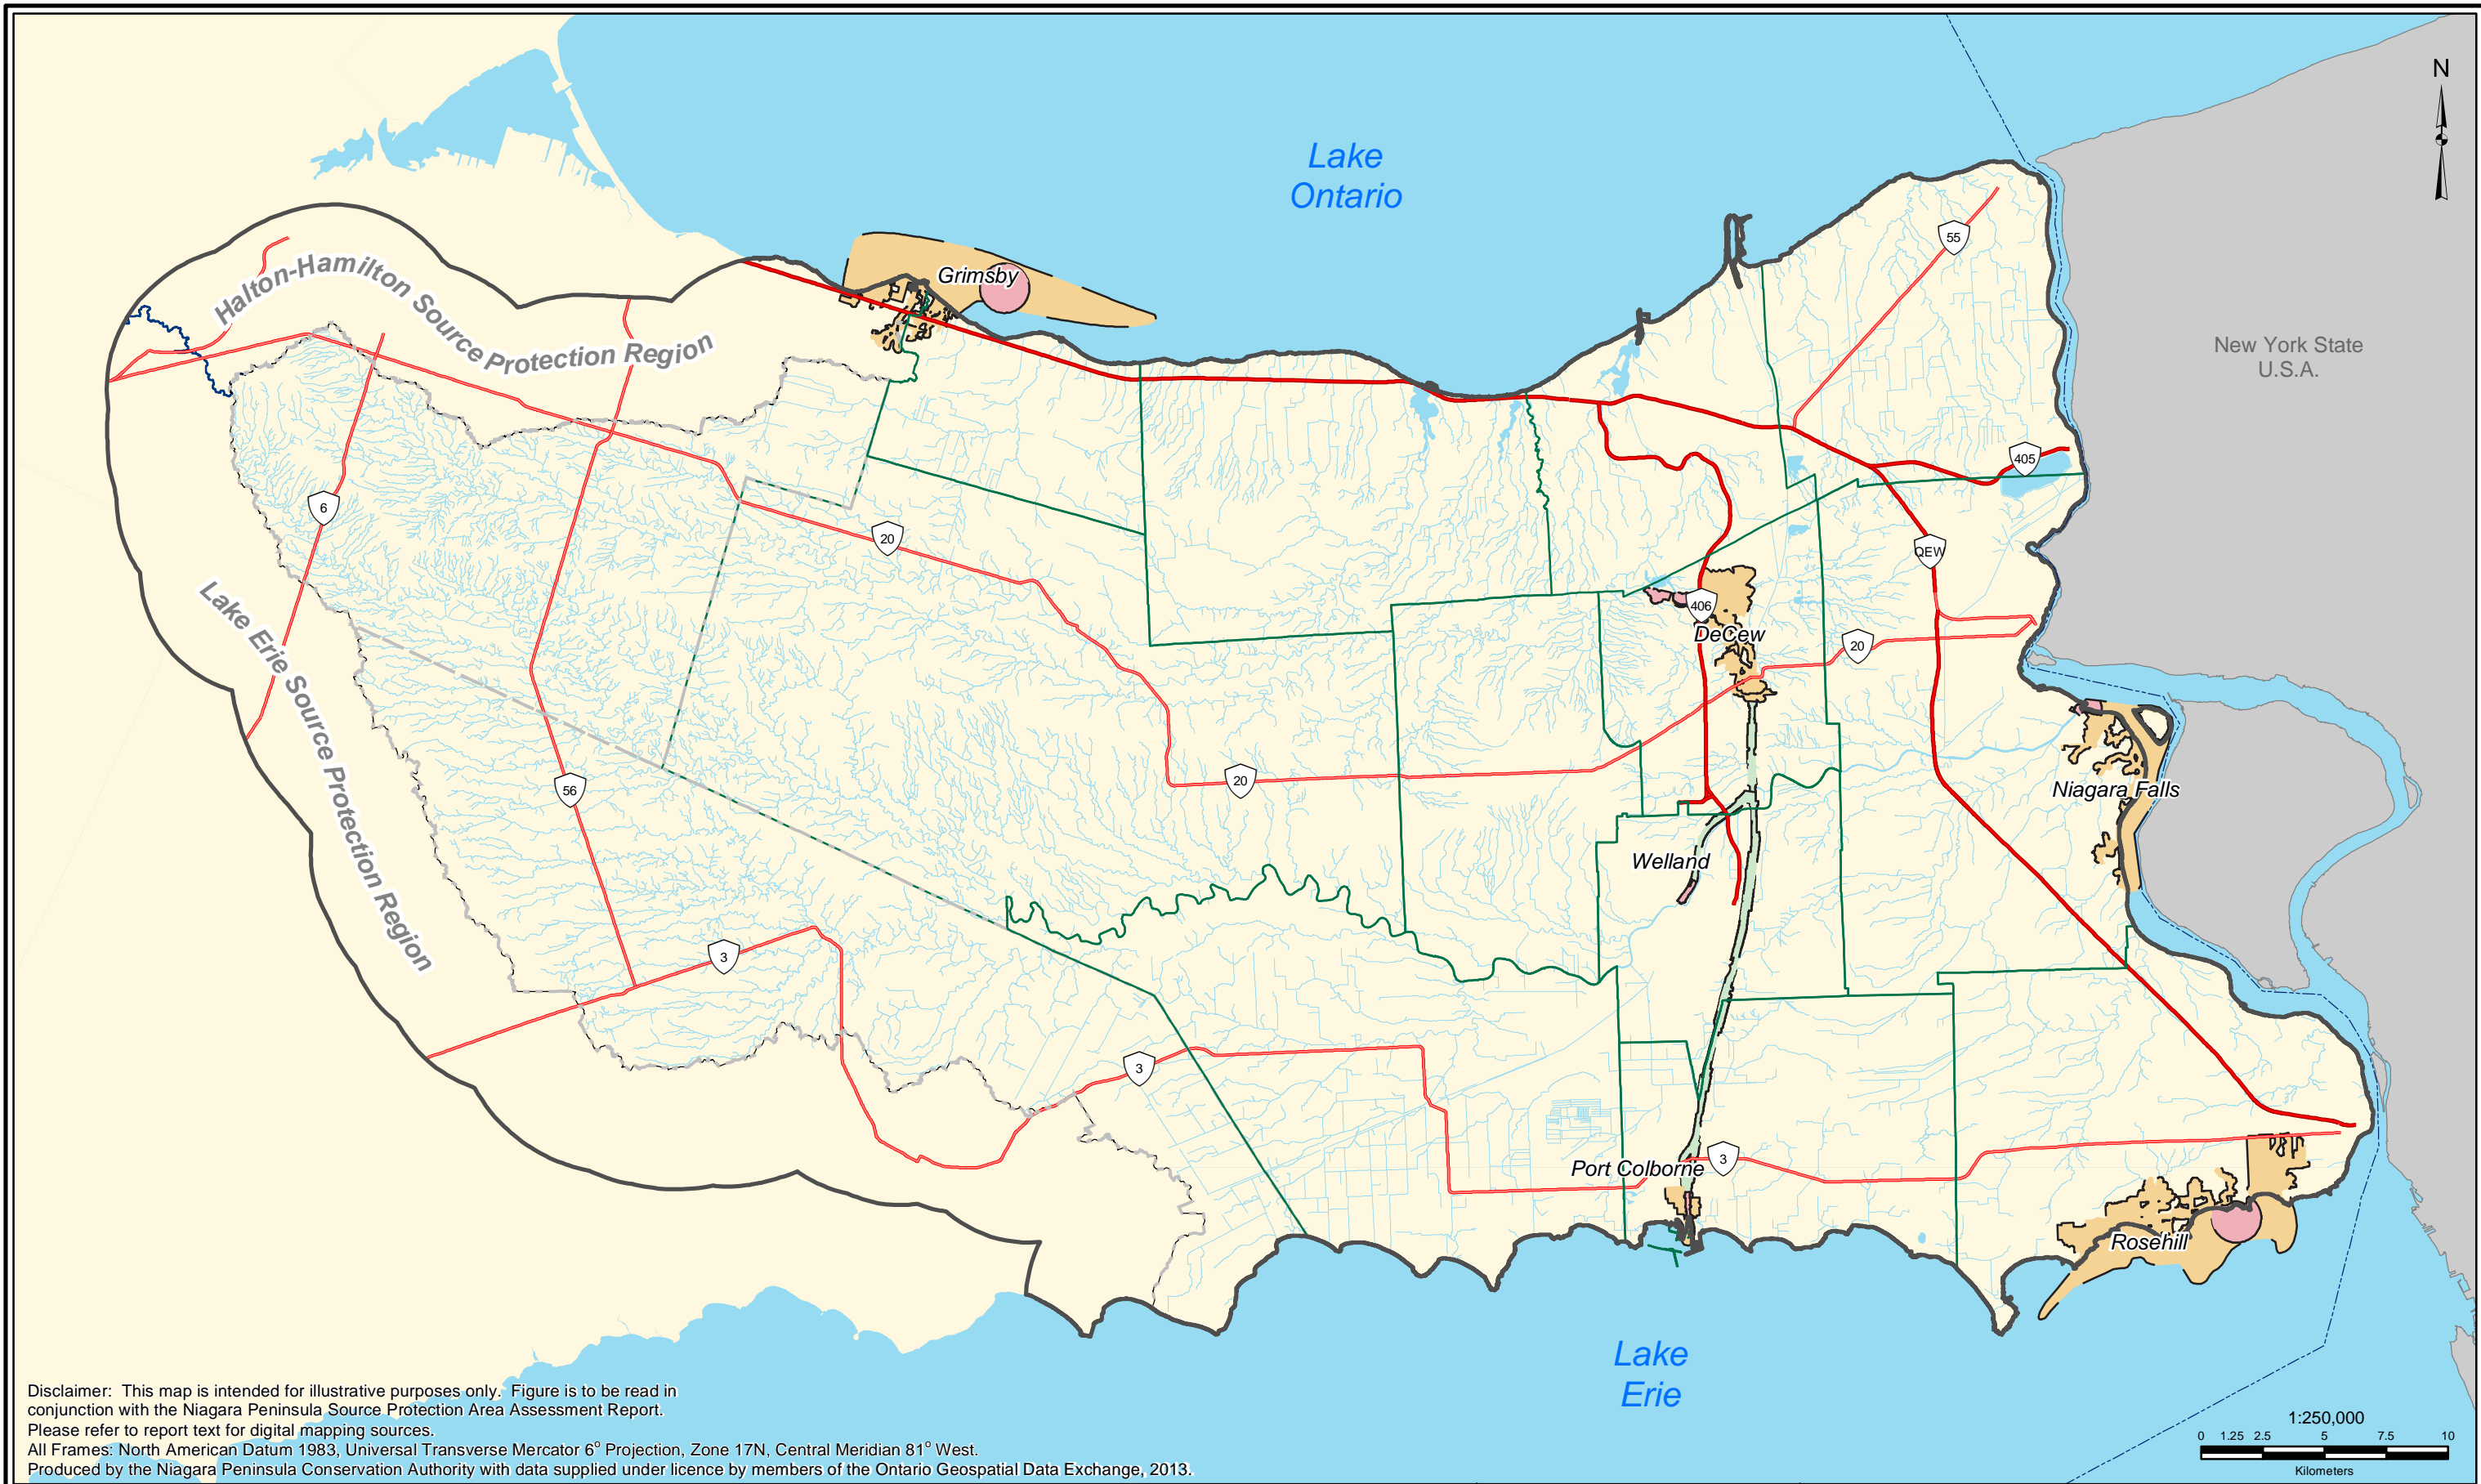 N
Lake
Ontario
55
Grimsby
Halton-Hamilton Source Protection Region
New York State
U.S.A.
405
6
20
QEW
406
DeCew
20
Lake Erie Source Protection Region
20
56
Niagara Falls
Welland
3
3
Port Colborne
3
Rosehill
Lake
Erie
Disclaimer: This map is intended for illustrative purposes only. Figure is to be read in
conjunction with the Niagara Peninsula Source Protection Area Assessment Report.
Please refer to report text for digital mapping sources.
All Frames: North American Datum 1983, Universal Transverse Mercator 6° Projection, Zone 17N, Central Meridian 81° West.
Produced by the Niagara Peninsula Conservation Authority with data supplied under licence by members of the Ontario Geospatial Data Exchange, 2013.
1:250,000
0 1.25 2.5 5 7.5 10
Kilometers